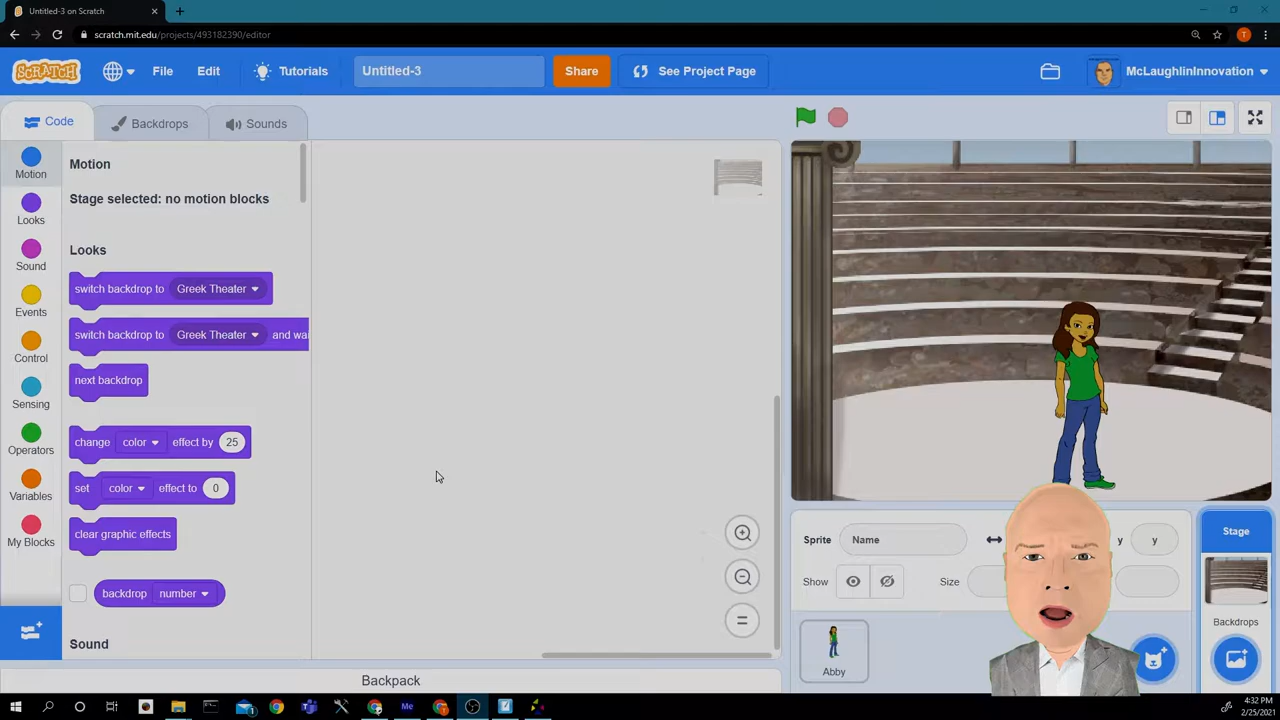 Untitled-3 on Scratch
scratch.mit.edu/projects/493182390/editor
T
SCRATCH
File
Edit
Tutorials
Untitled-3
Share
See Project Page
McLaughlinInnovation
Code
Backdrops
Sounds
Motion
Looks
Sound
Events
Control
Sensing
Operators
Variables
My Blocks
Motion
Stage selected: no motion blocks
Looks
switch backdrop to Greek Theater
switch backdrop to Greek Theater and wai
next backdrop
change color effect by 25
set color effect to 0
clear graphic effects
backdrop number
Sound
Backpack
Sprite Name
y y
Show
Size
Abby
Stage
Backdrops
Me
4:32 PM
2/25/2021